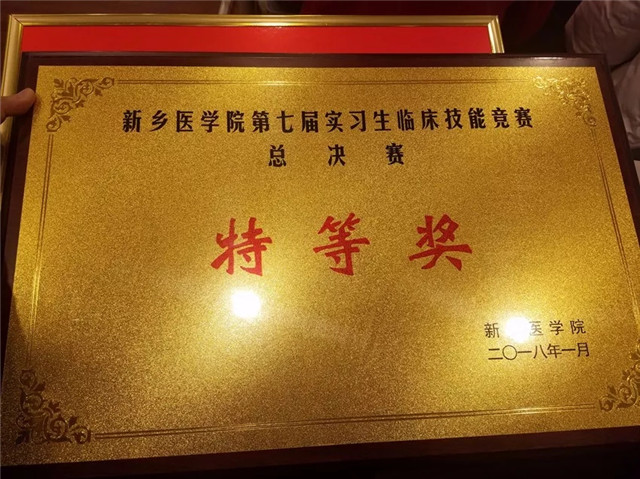 新乡医学院第七届实习生临床技能竞赛
总决赛
特等奖
新 医学院
二〇一八年一月